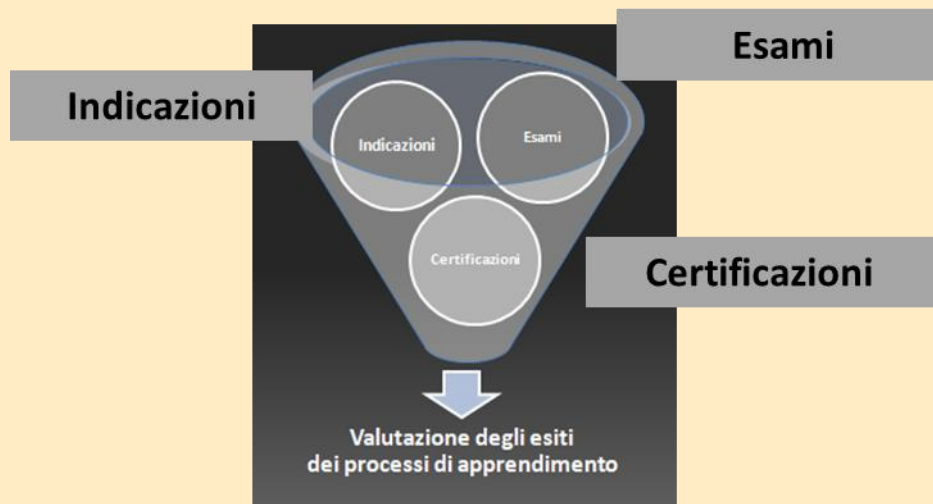 Esami
Indicazioni
Indicazioni
Esami
Certificazioni
Certificazioni
Valutazione degli esiti
dei processi di apprendimento